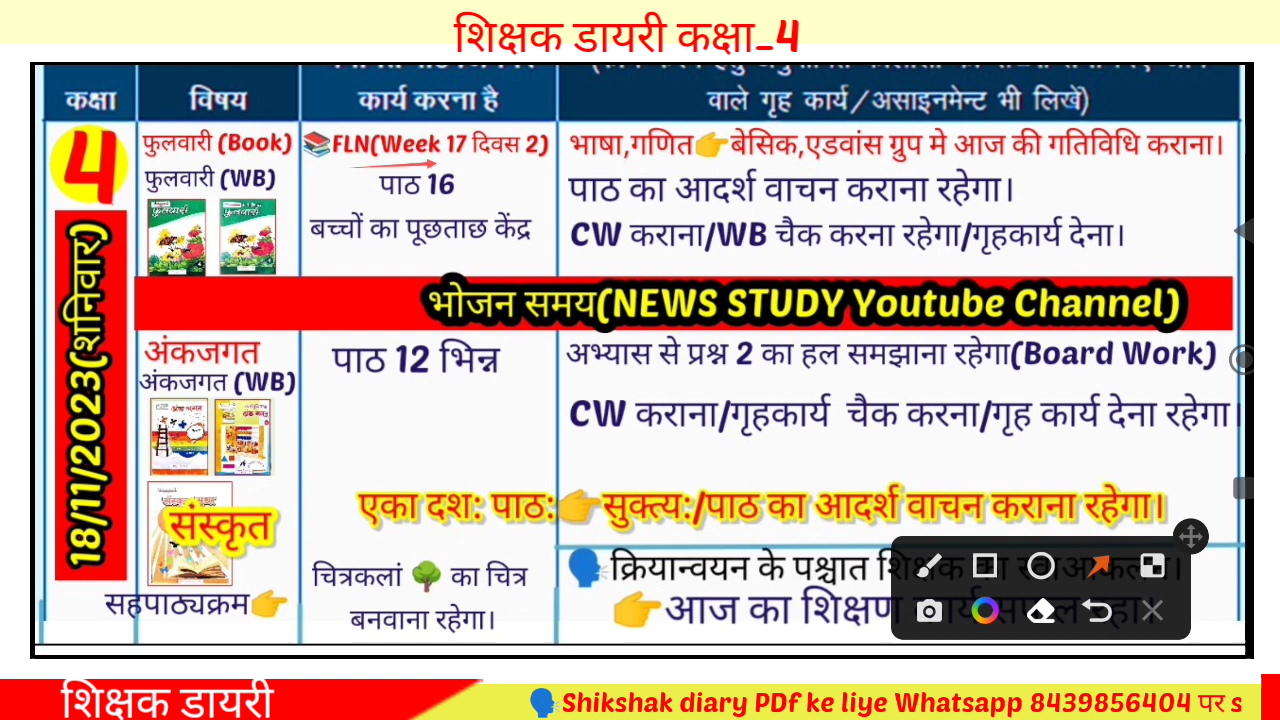 शिक्षक डायरी कक्षा-4
कक्षा
विषय
कार्य करना है
वाले गृह कार्य/असाइनमेन्ट भी लिखें)
4
18/11/2023(शनिवार)
फुलवारी (Book)
📚FLN(Week 17 दिवस 2)
भाषा,गणित👉बेसिक,एडवांस ग्रुप मे आज की गतिविधि कराना।
फुलवारी (WB)
पाठ 16
पाठ का आदर्श वाचन कराना रहेगा।
बच्चों का पूछताछ केंद्र
CW कराना/WB चैक करना रहेगा/गृहकार्य देना।
भोजन समय(NEWS STUDY Youtube Channel)
अंकजगत
पाठ 12 भिन्न
अभ्यास से प्रश्न 2 का हल समझाना रहेगा(Board Work)
अंकजगत (WB)
CW कराना/गृहकार्य चैक करना/गृह कार्य देना रहेगा।
संस्कृत
एका दश: पाठ:👉सुक्त्य:/पाठ का आदर्श वाचन कराना रहेगा।
चित्रकलां 🌳 का चित्र
बनवाना रहेगा।
🗣️क्रियान्वयन के पश्चात शिक्षक का
सहपाठ्यक्रम👉
👉आज का शिक्षण कार्य सफल रहा।
शिक्षक डायरी
🗣️ Shikshak diary PDf ke liye Whatsapp 8439856404 पर s